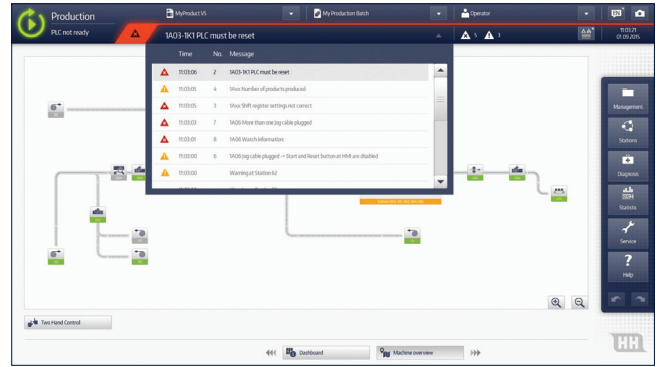 Production
MyProduct V5
My Production Batch
Operator
EN
PLC not ready
1A03-1K1 PLC must be reset
5
3
11:03:21
01.09.2015
Time No. Message
11:03:06 2 1A03-1K1 PLC must be reset
11:03:05 4 1Axx Number of products produced
11:03:05 3 1Axx Shift register settings not correct
11:03:03 7 1A06 More than one jog cable plugged
11:03:01 8 1A06 Watch information:
11:03:00 6 1A06 Jog cable plugged -> Start and Reset button at HMI are disabled
11:03:00 Warning at Station 62
Management
Stations
Diagnosis
Statistic
Service
Help
Two Hand Control
Dashboard
Machine overview
HH